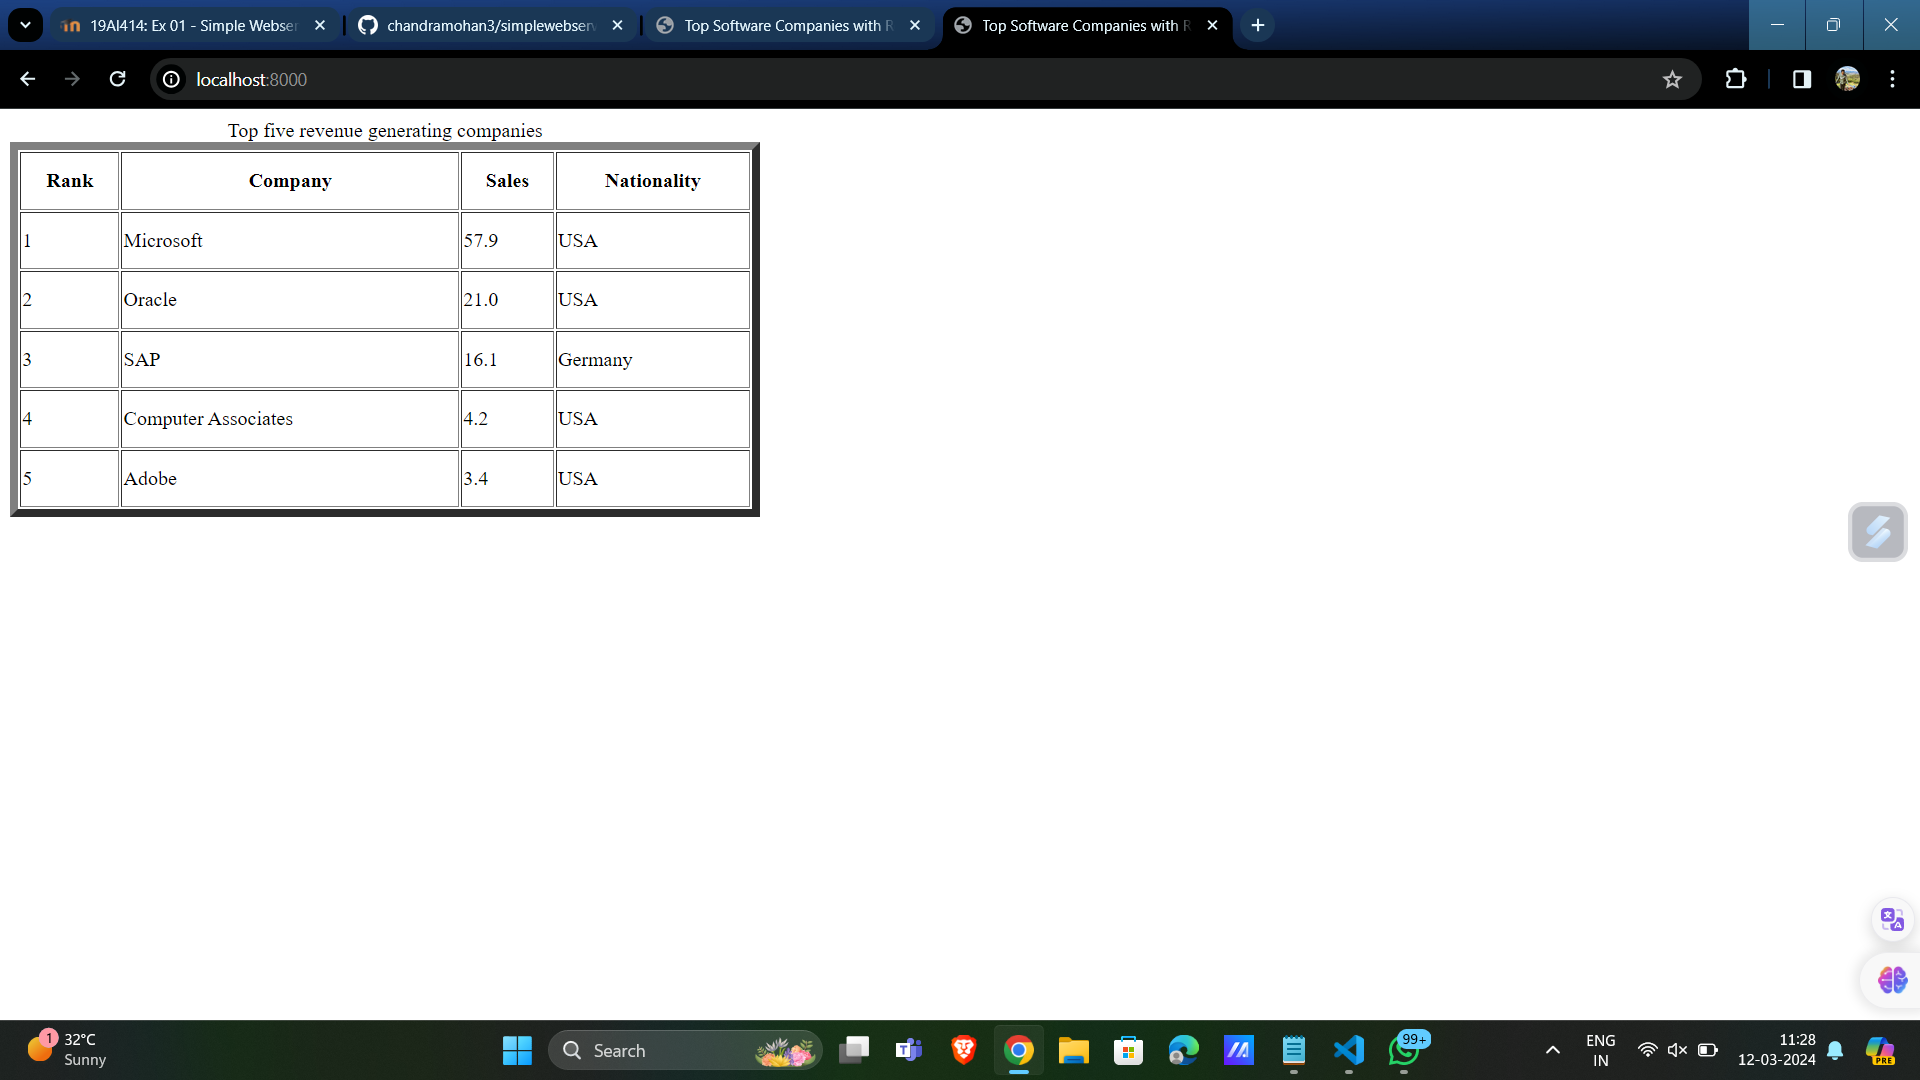 19AI414: Ex 01 - Simple Webser
chandramohan3/simplewebserv
Top Software Companies with R
Top Software Companies with R
localhost:8000
Top five revenue generating companies
Rank Company Sales Nationality
1 Microsoft 57.9 USA
2 Oracle 21.0 USA
3 SAP 16.1 Germany
4 Computer Associates 4.2 USA
5 Adobe 3.4 USA
1
32°C
Sunny
Search
99+
ENG
IN
11:28
12-03-2024
PRE